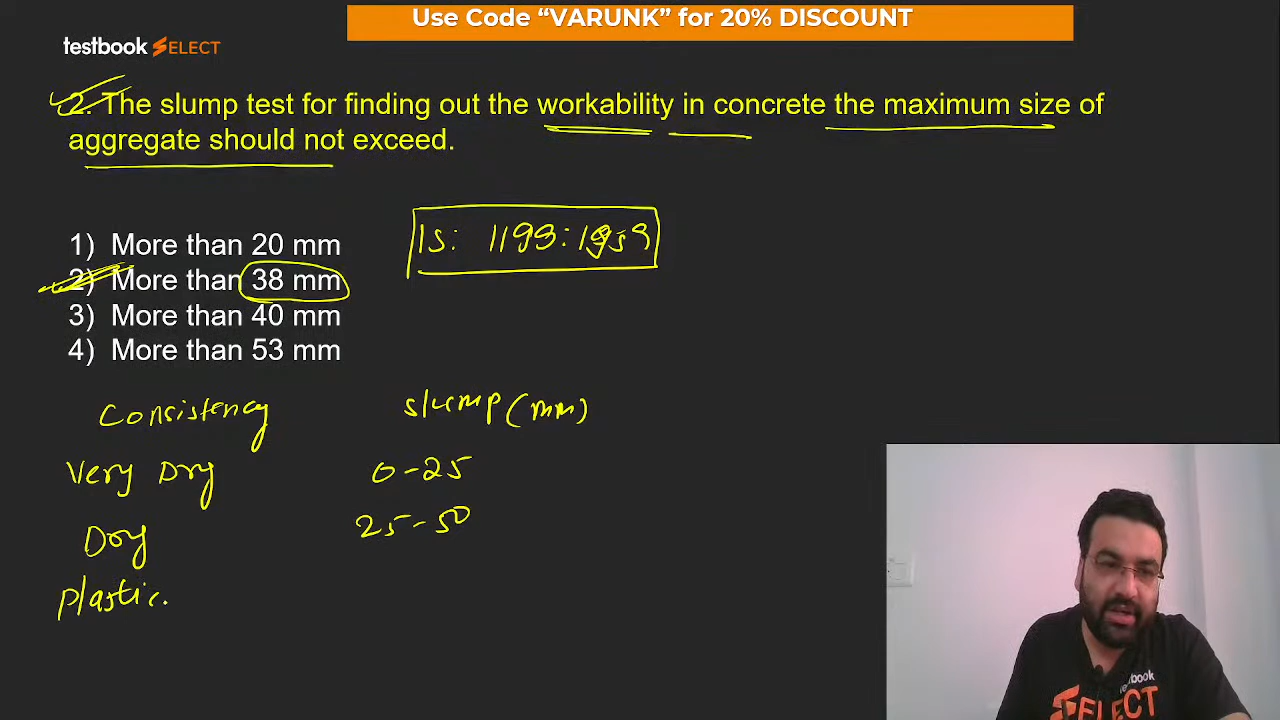 Use Code “VARUNK” for 20% DISCOUNT
testbook SELECT
2. The slump test for finding out the workability in concrete the maximum size of
aggregate should not exceed.
1) More than 20 mm
IS: 1199:1959
2) More than 38 mm
3) More than 40 mm
4) More than 53 mm
Consistency slump (mm)
Very Dry 0-25
Dry 25-50
plastic
testbook
SELECT